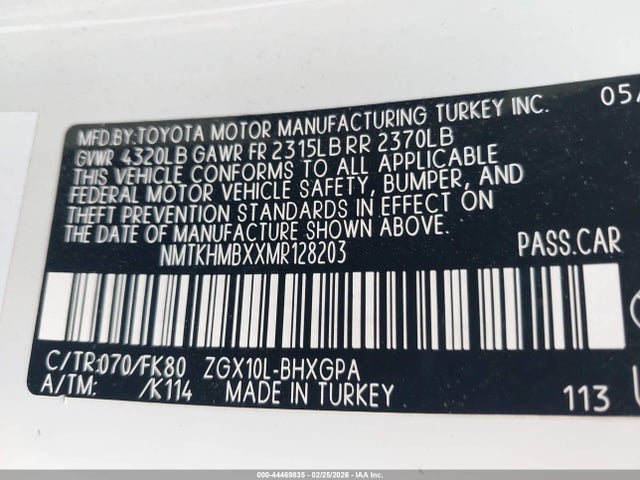 MFD.BY:TOYOTA MOTOR MANUFACTURING TURKEY INC. 05/
GVWR 4320LB GAWR FR 2315LB RR 2370LB
THIS VEHICLE CONFORMS TO ALL APPLICABLE
FEDERAL MOTOR VEHICLE SAFETY, BUMPER, AND
THEFT PREVENTION STANDARDS IN EFFECT ON
THE DATE OF MANUFACTURE SHOWN ABOVE.
NMTKHMBXXMR128203 PASS.CAR
C/TR:070/FK80 ZGX10L-BHXGPA
A/TM: /K114 MADE IN TURKEY 113
000-44469835 - 02/25/2026 - IAA Inc.